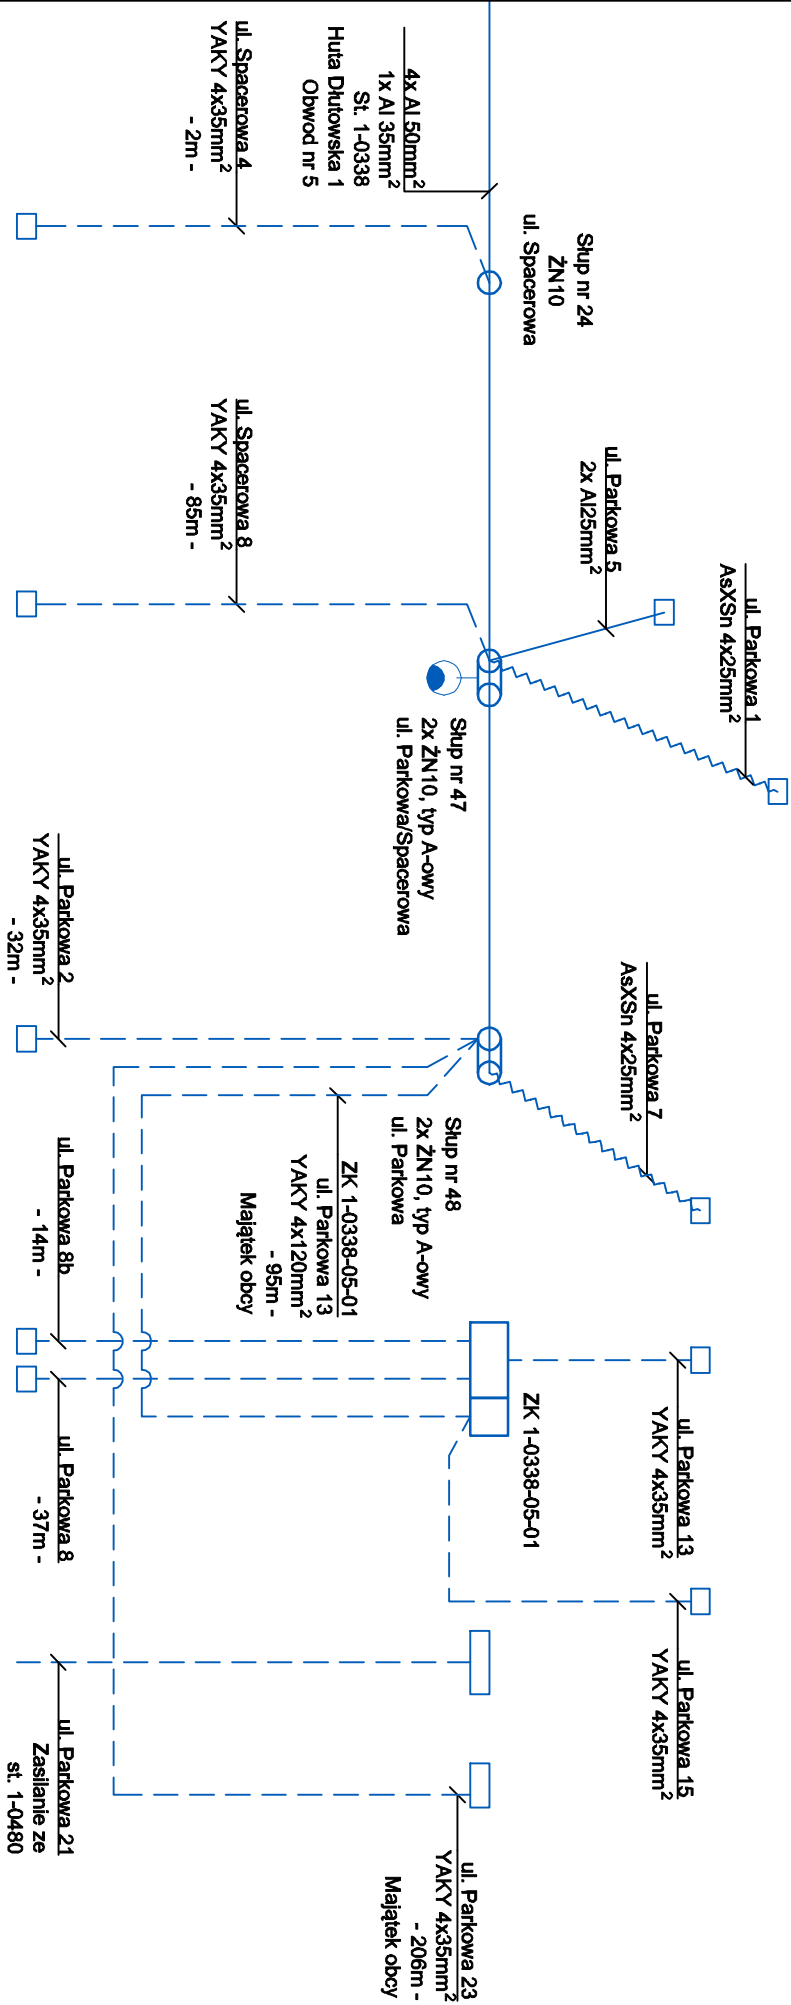 4x Al 50mm²
1x Al 35mm²
St. 1-0338
Huta Dłutowska 1
Obwod nr 5
ul. Spacerowa 4
YAKY 4x35mm²
- 2m -
Słup nr 24
ŻN10
ul. Spacerowa
ul. Spacerowa 8
YAKY 4x35mm²
- 85m -
ul. Parkowa 5
2x Al25mm²
ul. Parkowa 1
AsXSn 4x25mm²
Słup nr 47
2x ŻN10, typ A-owy
ul. Parkowa/Spacerowa
ul. Parkowa 2
YAKY 4x35mm²
- 32m -
ul. Parkowa 7
AsXSn 4x25mm²
Słup nr 48
2x ŻN10, typ A-owy
ul. Parkowa
ZK 1-0338-05-01
ul. Parkowa 13
YAKY 4x120mm²
- 95m -
Majątek obcy
ul. Parkowa 8b
- 14m -
ZK 1-0338-05-01
ul. Parkowa 13
YAKY 4x35mm²
ul. Parkowa 8
- 37m -
ul. Parkowa 15
YAKY 4x35mm²
ul. Parkowa 21
Zasilanie ze
st. 1-0480
ul. Parkowa 23
YAKY 4x35mm²
- 206m -
Majątek obcy